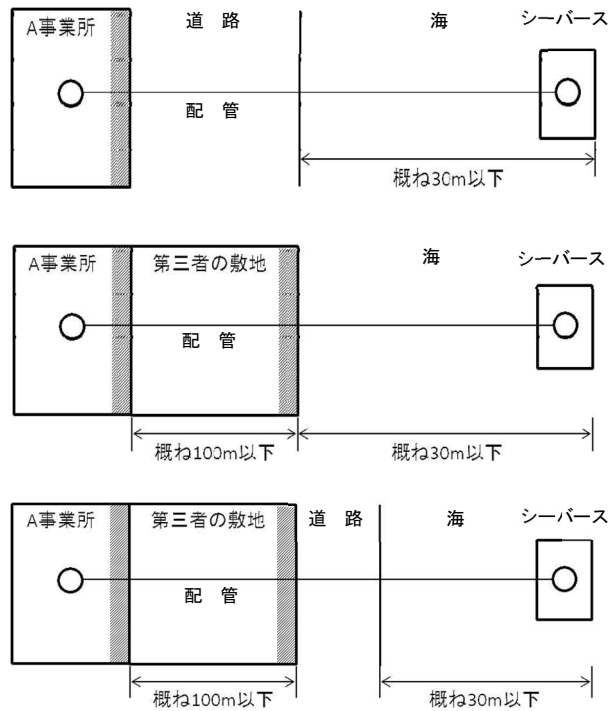 A事業所 道 路 海 シーバース
配 管
概ね30m以下
A事業所 第三者の敷地 海 シーバース
配 管
概ね100m以下 概ね30m以下
A事業所 第三者の敷地 道 路 海 シーバース
配 管
概ね100m以下 概ね30m以下